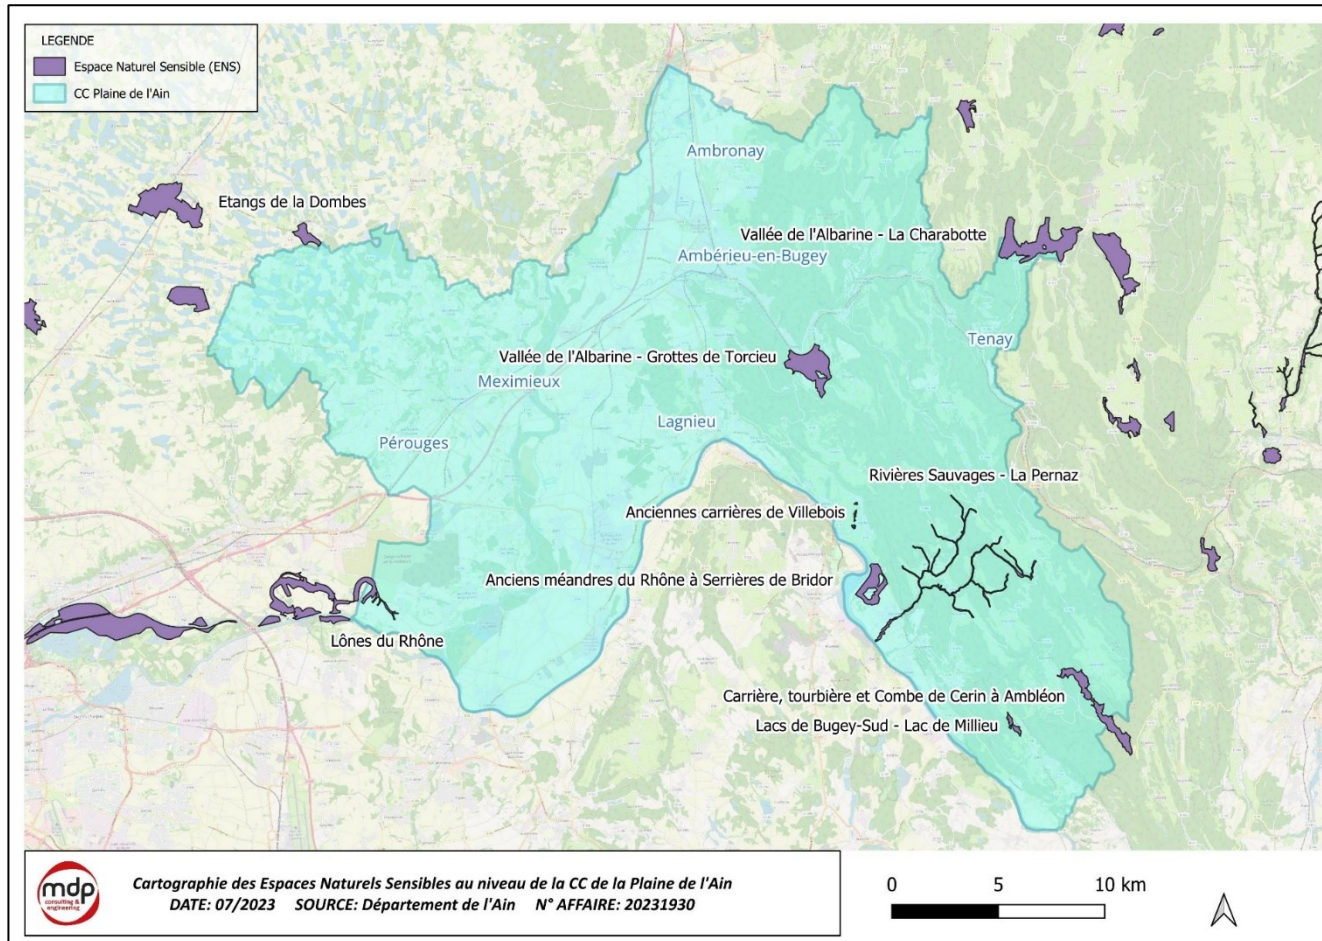 LEGENDE
Espace Naturel Sensible (ENS)
CC Plaine de l'Ain
Ambronay
Etangs de la Dombes
Vallée de l'Albarine - La Charabotte
Ambérieu-en-Bugey
Tenay
Vallée de l'Albarine - Grottes de Torcieu
Meximieux
Lagnieu
Pérouges
Rivières Sauvages - La Pernaz
Anciennes carrières de Villebois
Anciens méandres du Rhône à Serrières de Bridor
Lônes du Rhône
Carrière, tourbière et Combe de Cerin à Ambléon
Lacs de Bugey-Sud - Lac de Millieu
mdp
consulting &
engineering
Cartographie des Espaces Naturels Sensibles au niveau de la CC de la Plaine de l'Ain
DATE: 07/2023 SOURCE: Département de l'Ain N° AFFAIRE: 20231930
0 5 10 km